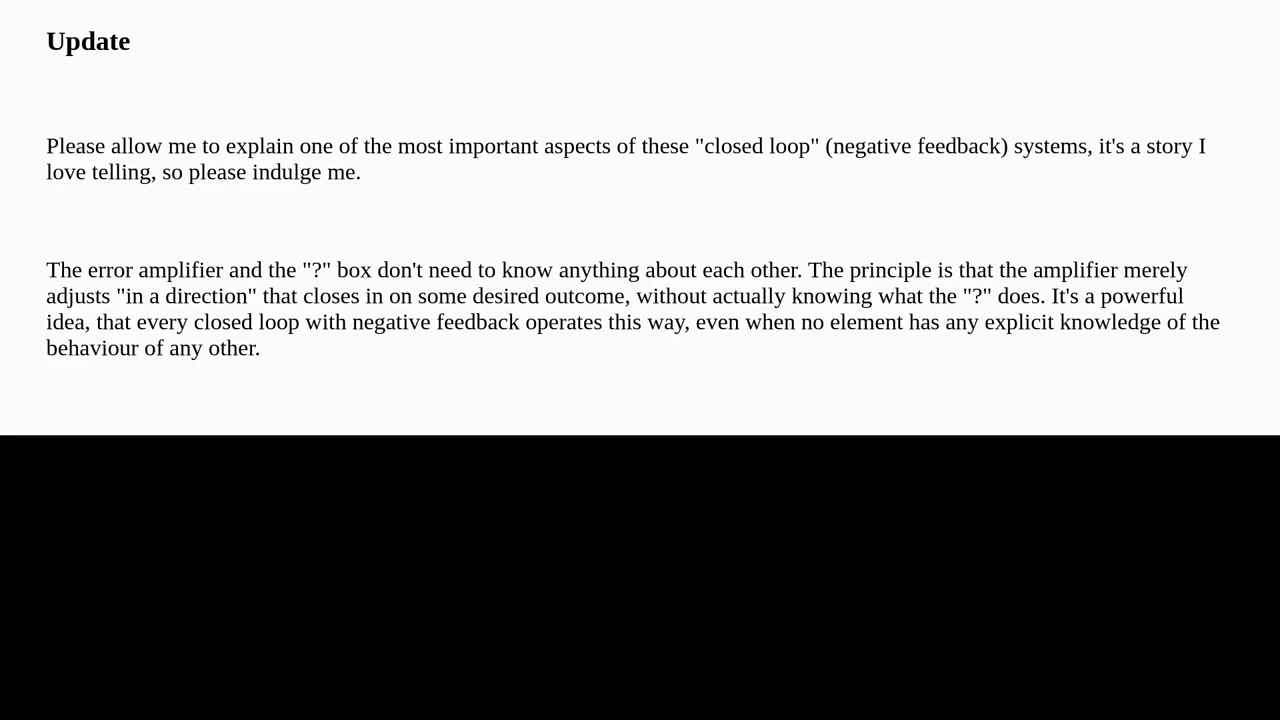 Update
Please allow me to explain one of the most important aspects of these "closed loop" (negative feedback) systems, it's a story I
love telling, so please indulge me.
The error amplifier and the "?" box don't need to know anything about each other. The principle is that the amplifier merely
adjusts "in a direction" that closes in on some desired outcome, without actually knowing what the "?" does. It's a powerful
idea, that every closed loop with negative feedback operates this way, even when no element has any explicit knowledge of the
behaviour of any other.